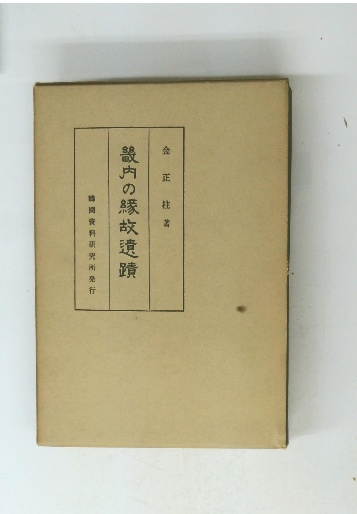 金正柱著
畿内の縁故遺蹟
韓國資料研究所発行